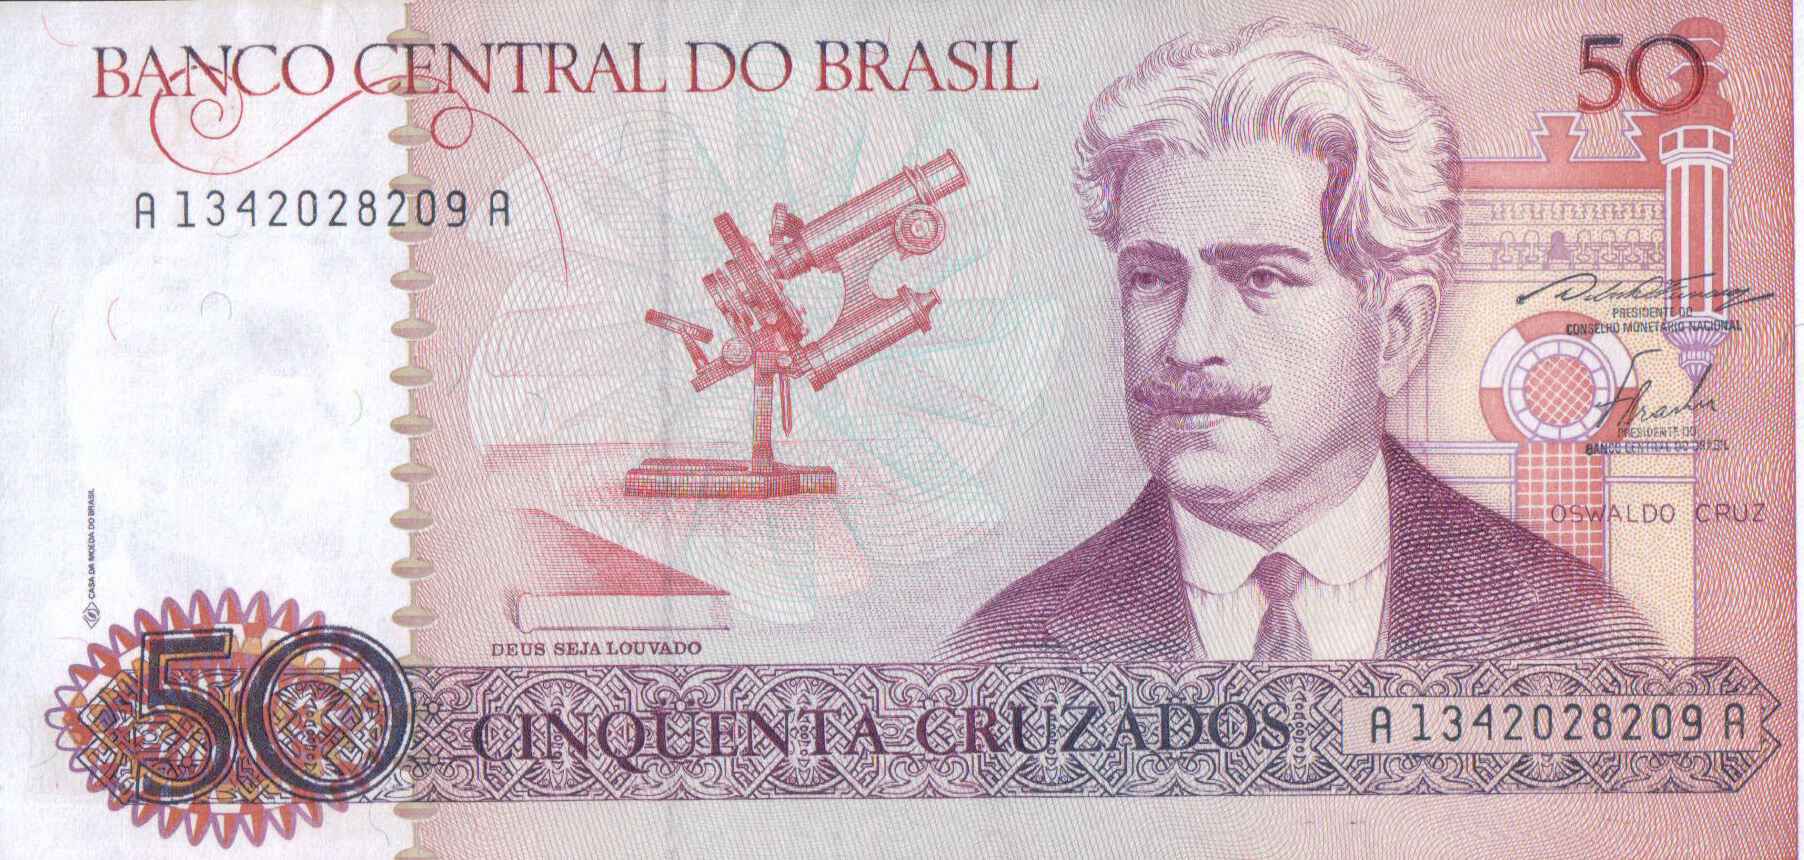 BANCO CENTRAL DO BRASIL
50
A 1342028209 A
PRESIDENTE DO
CONSELHO MONETÁRIO NACIONAL
PRESIDENTE DO
BANCO CENTRAL DO BRASIL
OSWALDO CRUZ
CASA DA MOEDA DO BRASIL
DEUS SEJA LOUVADO
50
CINQÜENTA CRUZADOS
A 1342028209 A